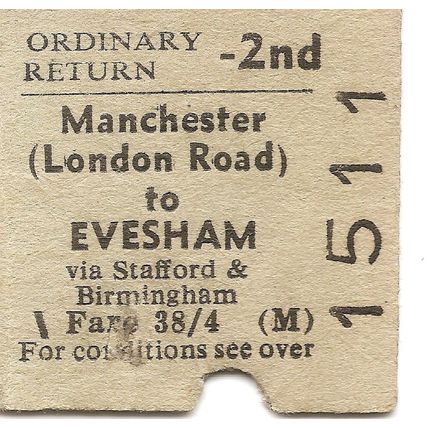 ORDINARY RETURN -2nd
Manchester
(London Road)
to
EVESHAM
via Stafford &
Birmingham
Fare 38/4 (M)
For conditions see over
1511